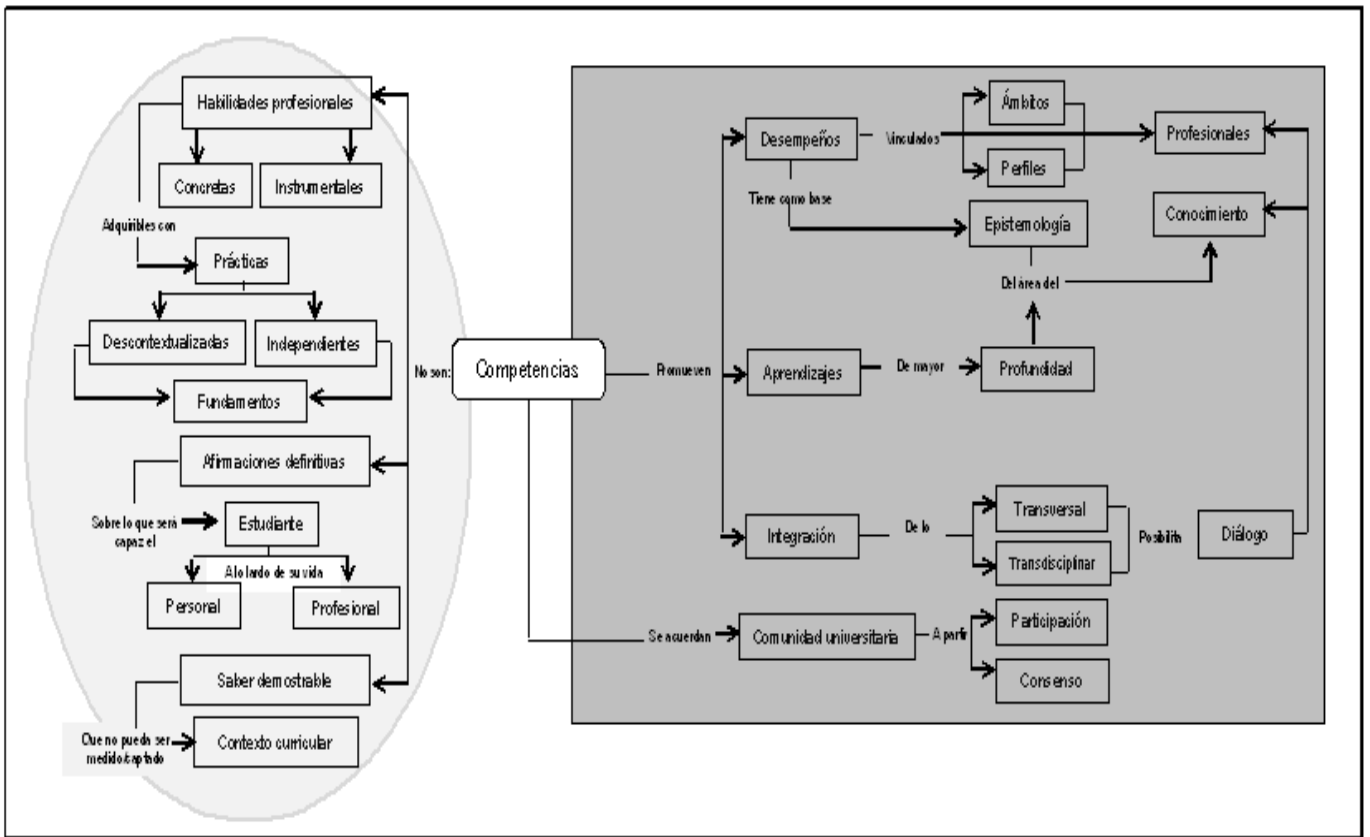 Habilidades profesionales
Concretas
Instrumentales
Adquiribles con
Prácticas
Descontextualizadas
Independientes
Fundamentos
No son:
Afirmaciones definitivas
Sobre lo que será
capaz el
Estudiante
A lo lardo de su vida
Personal
Profesional
Saber demostrable
Que no pueda ser
medido/captado
Contexto curricular
Competencias
Promueven
Desempeños
Vinculados
Ámbitos
Perfiles
Profesionales
Tiene como base
Epistemología
Conocimiento
Del área del
Aprendizajes
De mayor
Profundidad
Integración
De lo
Transversal
Transdisciplinar
Posibilita
Diálogo
Se acuerdan
Comunidad universitaria
A partir
Participación
Consenso